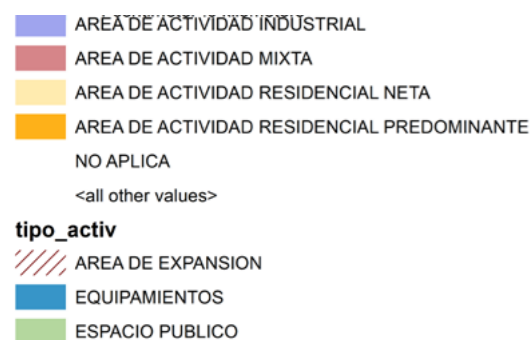 AREA DE ACTIVIDAD INDUSTRIAL
AREA DE ACTIVIDAD MIXTA
AREA DE ACTIVIDAD RESIDENCIAL NETA
AREA DE ACTIVIDAD RESIDENCIAL PREDOMINANTE
NO APLICA
<all other values>
tipo_activ
AREA DE EXPANSION
EQUIPAMIENTOS
ESPACIO PUBLICO